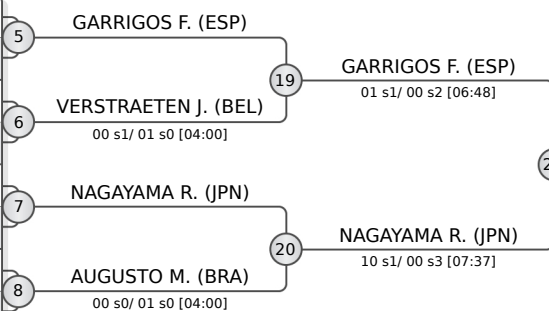 GARRIGOS F. (ESP)
5
19
GARRIGOS F. (ESP)
01 s1/ 00 s2 [06:48]
VERSTRAETEN J. (BEL)
6
00 s1/ 01 s0 [04:00]
NAGAYAMA R. (JPN)
7
20
NAGAYAMA R. (JPN)
10 s1/ 00 s3 [07:37]
AUGUSTO M. (BRA)
8
00 s0/ 01 s0 [04:00]